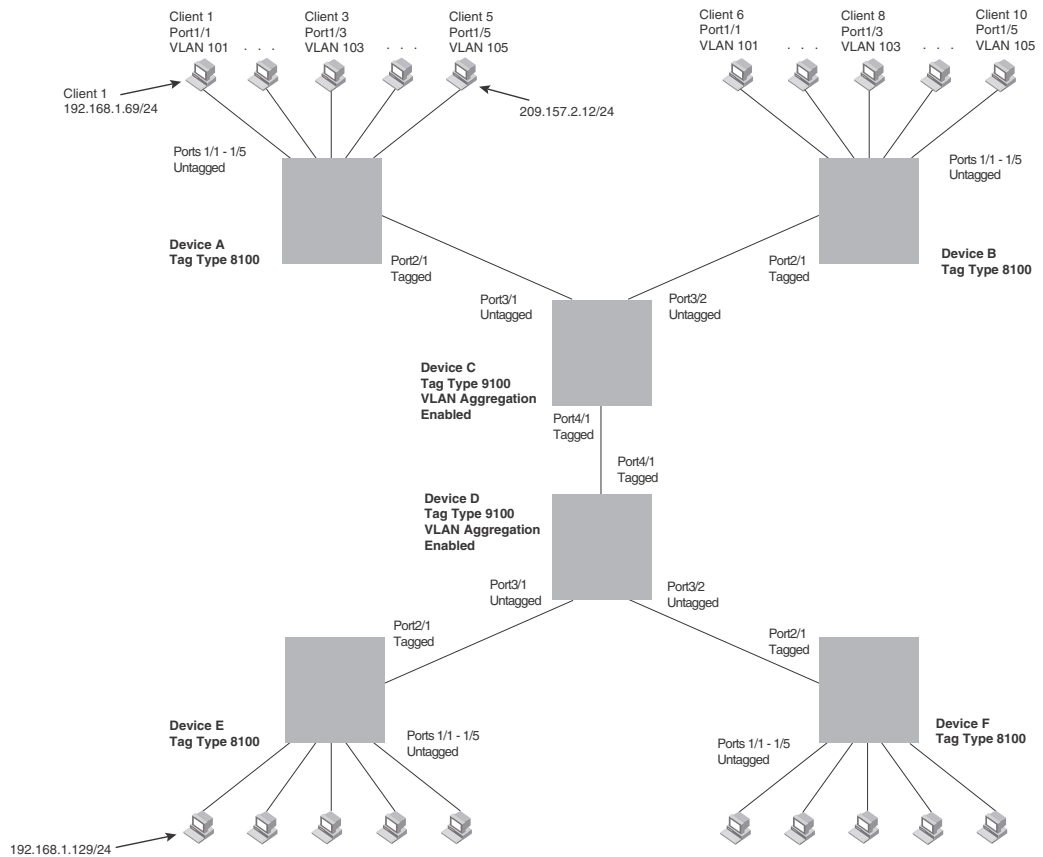 Client 1
Port1/1
VLAN 101
. . .
Client 3
Port1/3
VLAN 103
. . .
Client 5
Port1/5
VLAN 105
Client 6
Port1/1
VLAN 101
. . .
Client 8
Port1/3
VLAN 103
. . .
Client 10
Port1/5
VLAN 105
Client 1
192.168.1.69/24
209.157.2.12/24
Ports 1/1 - 1/5
Untagged
Ports 1/1 - 1/5
Untagged
Device A
Tag Type 8100
Port2/1
Tagged
Port2/1
Tagged
Device B
Tag Type 8100
Port3/1
Untagged
Port3/2
Untagged
Device C
Tag Type 9100
VLAN Aggregation
Enabled
Port4/1
Tagged
Port4/1
Tagged
Device D
Tag Type 9100
VLAN Aggregation
Enabled
Port3/1
Untagged
Port3/2
Untagged
Port2/1
Tagged
Port2/1
Tagged
Device E
Tag Type 8100
Ports 1/1 - 1/5
Untagged
Ports 1/1 - 1/5
Untagged
Device F
Tag Type 8100
192.168.1.129/24